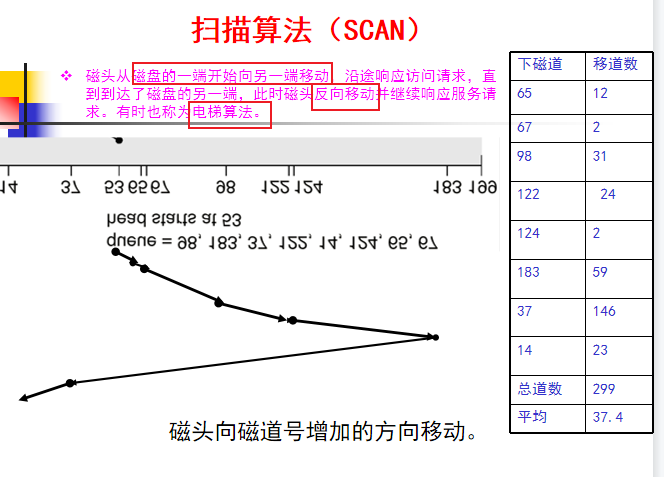 扫描算法（SCAN）
磁头从磁盘的一端开始向另一端移动，沿途响应访问请求，直
到到达了磁盘的另一端，此时磁头反向移动并继续响应服务请
求。有时也称为电梯算法。
14 37 53 65 67 98 122 124 183 199
head starts at 53
queue = 98, 183, 37, 122, 14, 124, 65, 67
磁头向磁道号增加的方向移动。
下磁道 移道数
65 12
67 2
98 31
122 24
124 2
183 59
37 146
14 23
总道数 299
平均 37.4